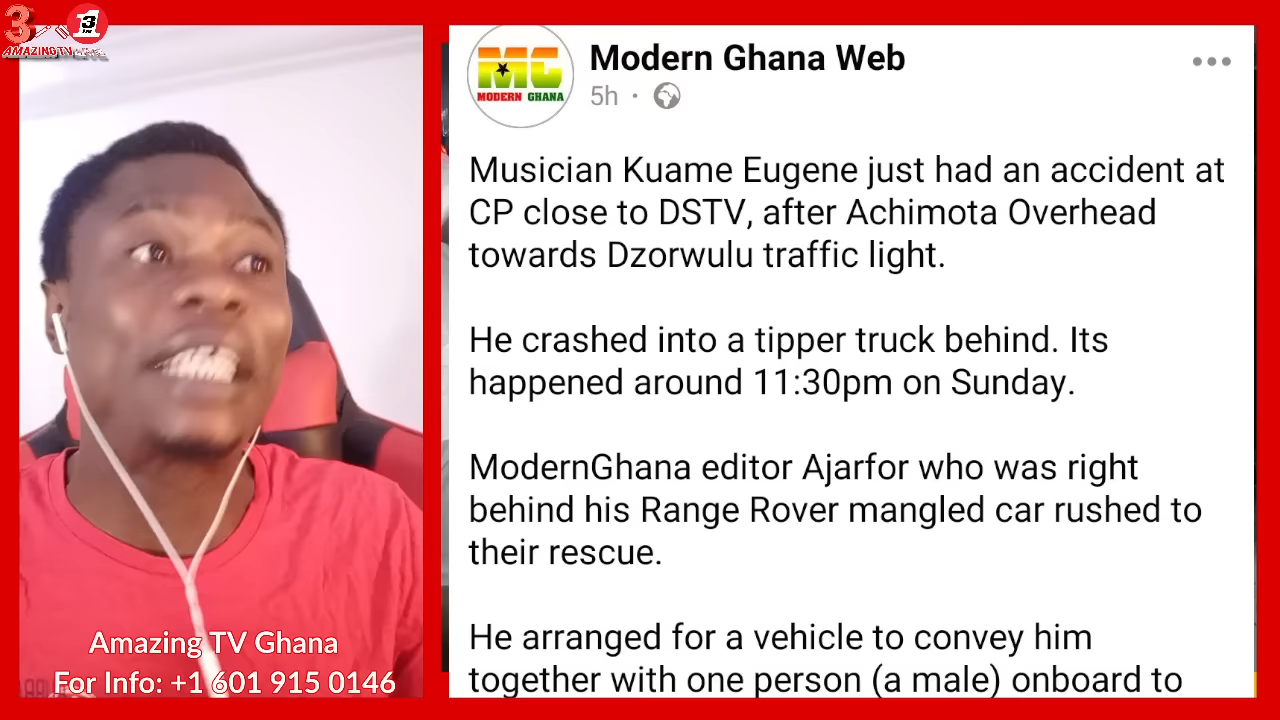 3
13
AMAZING TV
MG
MODERN GHANA
Modern Ghana Web
5h ·
Musician Kuame Eugene just had an accident at
CP close to DSTV, after Achimota Overhead
towards Dzorwulu traffic light.
He crashed into a tipper truck behind. Its
happened around 11:30pm on Sunday.
ModernGhana editor Ajarfor who was right
behind his Range Rover mangled car rushed to
their rescue.
He arranged for a vehicle to convey him
together with one person (a male) onboard to
Amazing TV Ghana
For Info: +1 601 915 0146